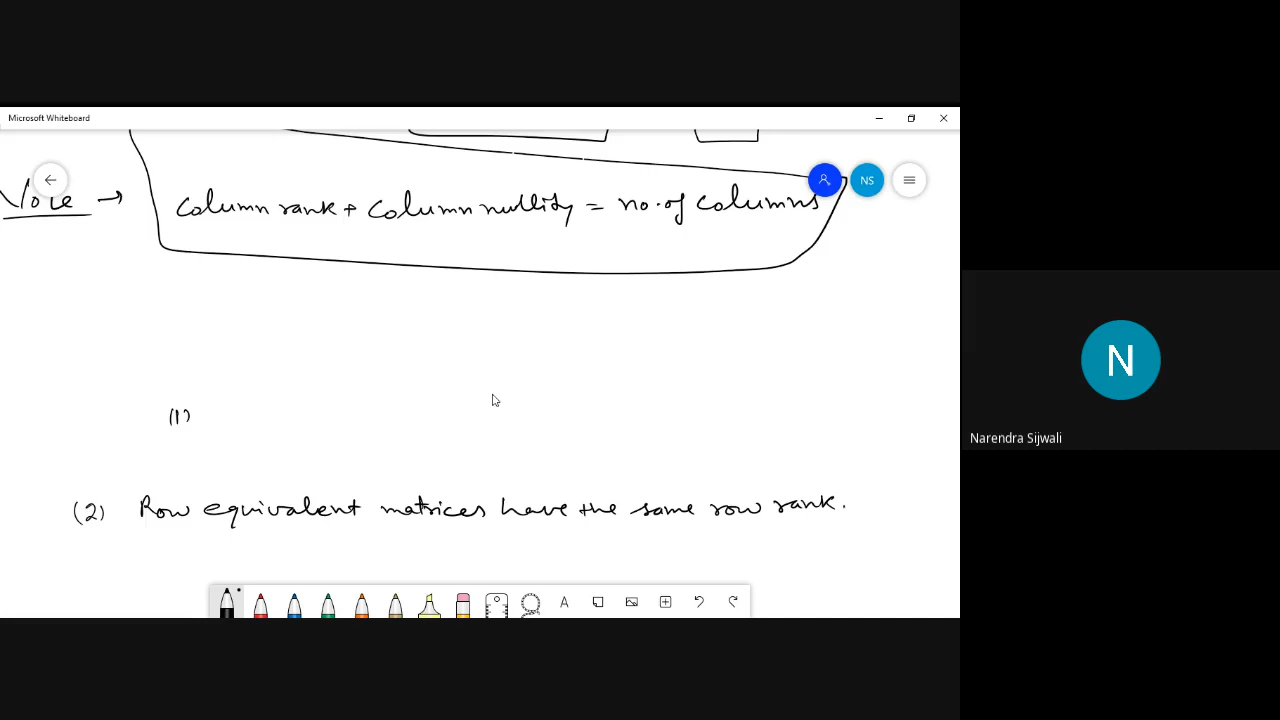 Microsoft Whiteboard
Note →
Column rank + Column nullity = no. of Columns
NS
(1)
N
Narendra Sijwali
(2) Row equivalent matrices have the same row rank.
A